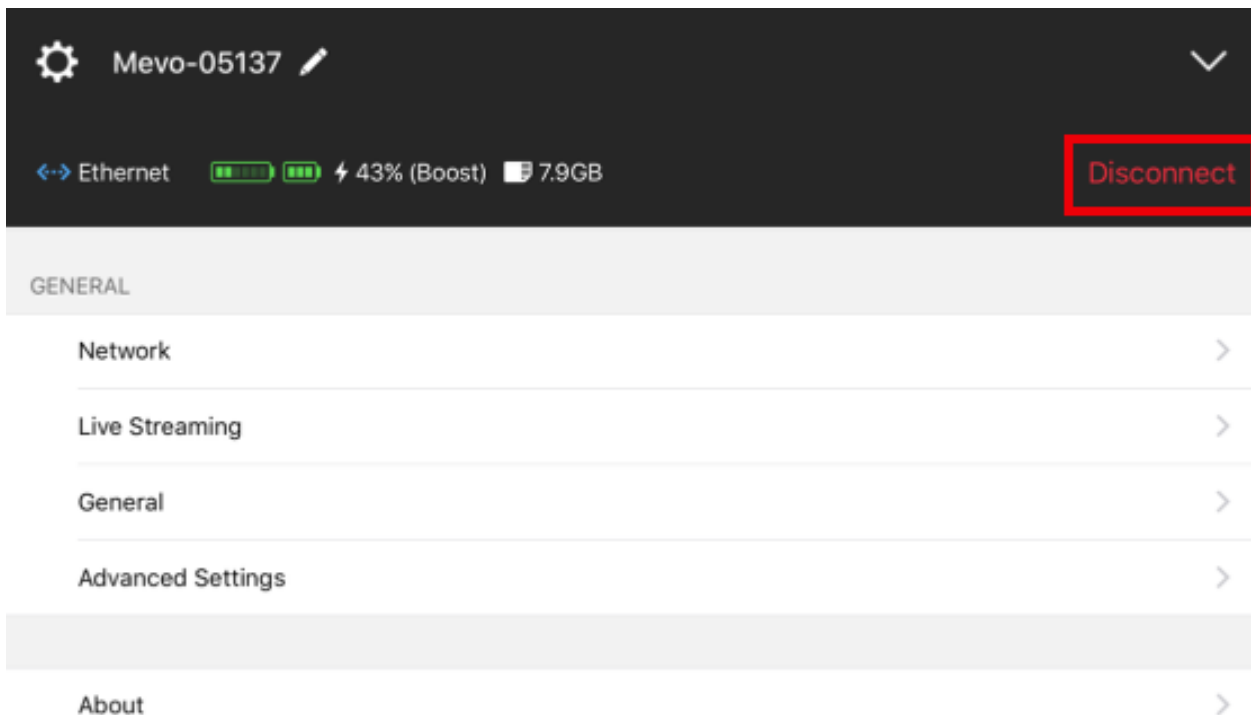 Mevo-05137
Ethernet 43% (Boost) 7.9GB Disconnect
GENERAL
Network
Live Streaming
General
Advanced Settings
About